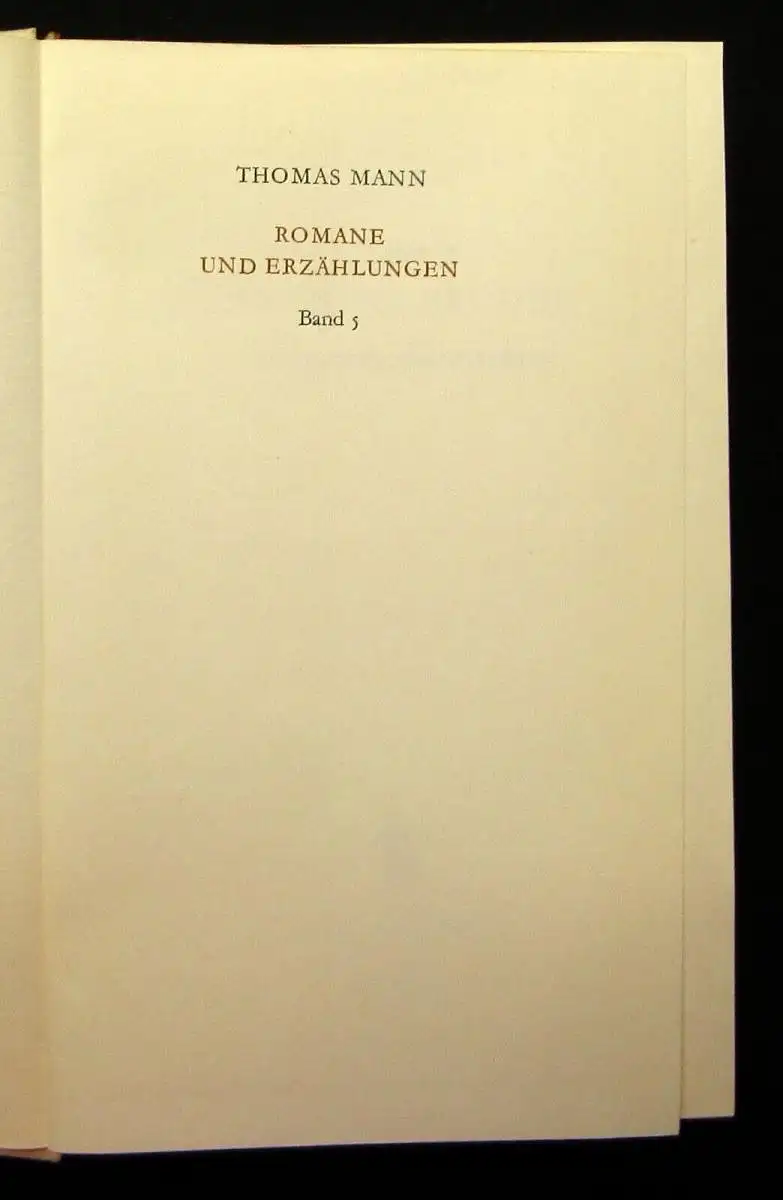 THOMAS MANN
ROMANE
UND ERZÄHLUNGEN
Band 5